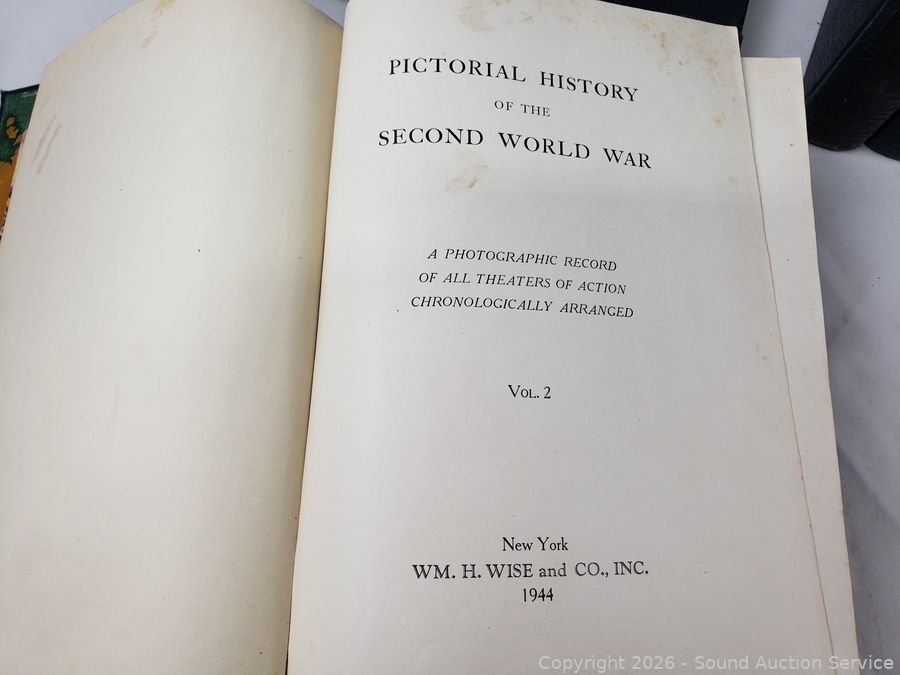 PICTORIAL HISTORY
OF THE
SECOND WORLD WAR
A PHOTOGRAPHIC RECORD
OF ALL THEATERS OF ACTION
CHRONOLOGICALLY ARRANGED
VOL. 2
New York
WM. H. WISE and CO., INC.
1944
Copyright 2026 - Sound Auction Service